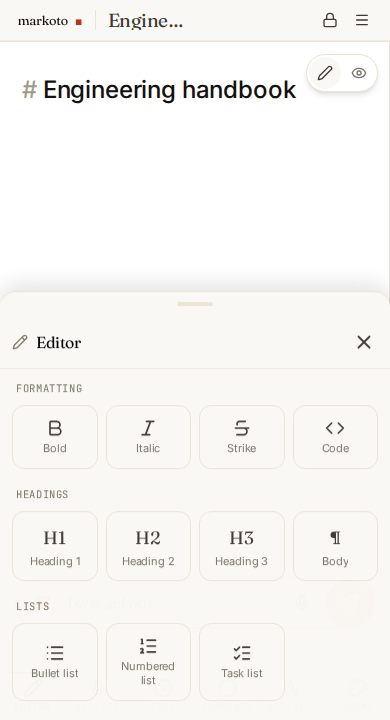 markoto
Engine...
# Engineering handbook
Editor
FORMATTING
Bold
Italic
Strike
Code
HEADINGS
H1
H2
H3
¶
Heading 1
Heading 2
Heading 3
Body
LISTS
Bullet list
Numbered
list
Task list